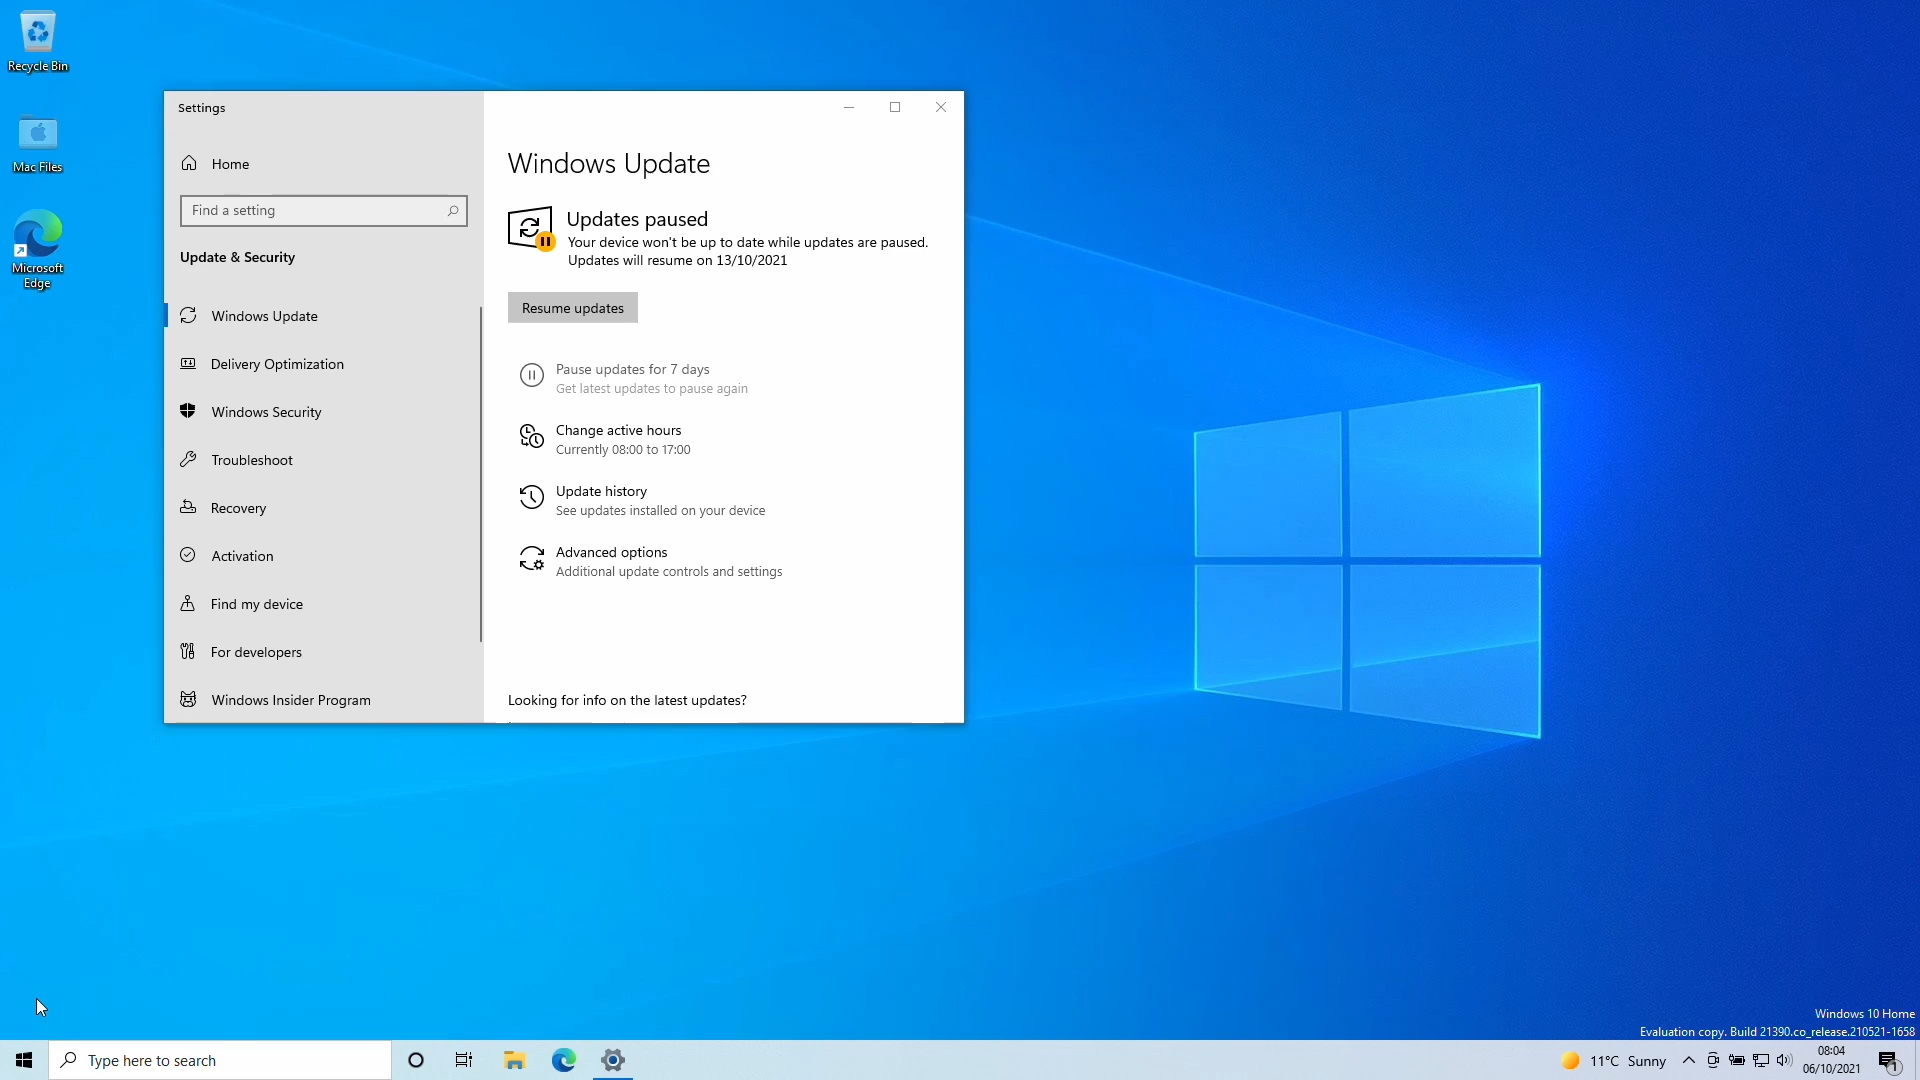 Recycle Bin
Mac Files
Microsoft
Edge
Settings
Home
Find a setting
Update & Security
Windows Update
Delivery Optimization
Windows Security
Troubleshoot
Recovery
Activation
Find my device
For developers
Windows Insider Program
Windows Update
Updates paused
Your device won't be up to date while updates are paused.
Updates will resume on 13/10/2021
Resume updates
Pause updates for 7 days
Get latest updates to pause again
Change active hours
Currently 08:00 to 17:00
Update history
See updates installed on your device
Advanced options
Additional update controls and settings
Looking for info on the latest updates?
Windows 10 Home
Evaluation copy. Build 21390.co_release.210521-1658
Type here to search
11°C Sunny
08:04
06/10/2021
1